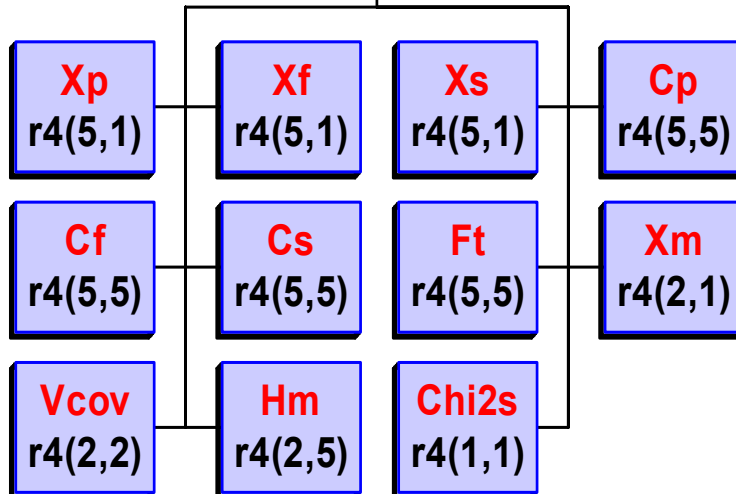 Xp
r4(5,1)
Xf
r4(5,1)
Xs
r4(5,1)
Cp
r4(5,5)
Cf
r4(5,5)
Cs
r4(5,5)
Ft
r4(5,5)
Xm
r4(2,1)
Vcov
r4(2,2)
Hm
r4(2,5)
Chi2s
r4(1,1)